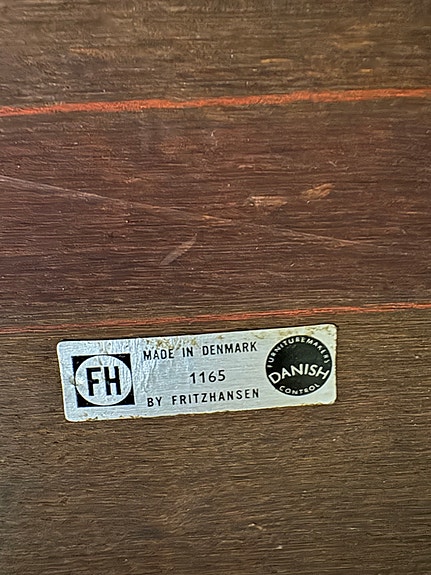 FH
MADE IN DENMARK
1165
BY FRITZHANSEN
FURNITUREMAKERS
DANISH
CONTROL